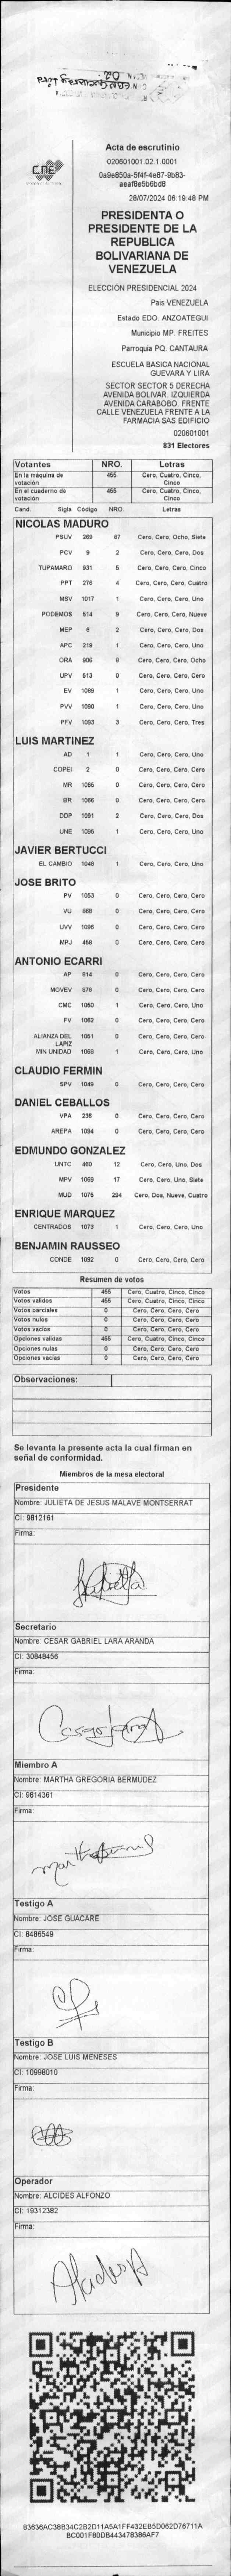 Acta de escrutinio
020601001.02.1.0001
0a9e850a-5f4f-4e87-9b83-
aeaf8e5b6bd8
28/07/2024 06:19:48 PM
CNE
PRESIDENTA O
PRESIDENTE DE LA
REPUBLICA
BOLIVARIANA DE
VENEZUELA
ELECCIÓN PRESIDENCIAL 2024
Pais VENEZUELA
Estado EDO. ANZOATEGUI
Municipio MP. FREITES
Parroquia PQ. CANTAURA
ESCUELA BASICA NACIONAL
GUEVARA Y LIRA
SECTOR SECTOR 5 DERECHA
AVENIDA BOLIVAR. IZQUIERDA
AVENIDA CARABOBO. FRENTE
CALLE VENEZUELA FRENTE A LA
FARMACIA SAS EDIFICIO
020601001
831 Electores
Votantes NRO. Letras
En la máquina de votación 455 Cero, Cuatro, Cinco, Cinco
En el cuaderno de votación 455 Cero, Cuatro, Cinco, Cinco
Cand. Sigla Codigo NRO. Letras
NICOLAS MADURO
PSUV 269 87 Cero, Cero, Ocho, Siete
PCV 9 2 Cero, Cero, Cero, Dos
TUPAMARO 931 5 Cero, Cero, Cero, Cinco
PPT 276 4 Cero, Cero, Cero, Cuatro
MSV 1017 1 Cero, Cero, Cero, Uno
PODEMOS 514 9 Cero, Cero, Cero, Nueve
MEP 6 2 Cero, Cero, Cero, Dos
APC 219 1 Cero, Cero, Cero, Uno
ORA 906 8 Cero, Cero, Cero, Ocho
UPV 513 0 Cero, Cero, Cero, Cero
EV 1089 1 Cero, Cero, Cero, Uno
PVV 1090 1 Cero, Cero, Cero, Uno
PFV 1093 3 Cero, Cero, Cero, Tres
LUIS MARTINEZ
AD 1 1 Cero, Cero, Cero, Uno
COPEI 2 0 Cero, Cero, Cero, Cero
MR 1065 0 Cero, Cero, Cero, Cero
BR 1066 0 Cero, Cero, Cero, Cero
DDP 1091 2 Cero, Cero, Cero, Dos
UNE 1095 1 Cero, Cero, Cero, Uno
JAVIER BERTUCCI
EL CAMBIO 1048 1 Cero, Cero, Cero, Uno
JOSE BRITO
PV 1053 0 Cero, Cero, Cero, Cero
VU 868 0 Cero, Cero, Cero, Cero
UVV 1096 0 Cero, Cero, Cero, Cero
MPJ 458 0 Cero, Cero, Cero, Cero
ANTONIO ECARRI
AP 814 0 Cero, Cero, Cero, Cero
MOVEV 979 0 Cero, Cero, Cero, Cero
CMC 1050 1 Cero, Cero, Cero, Uno
FV 1062 0 Cero, Cero, Cero, Cero
ALIANZA DEL LAPIZ 1051 0 Cero, Cero, Cero, Cero
MIN UNIDAD 1068 1 Cero, Cero, Cero, Uno
CLAUDIO FERMIN
SPV 1049 0 Cero, Cero, Cero, Cero
DANIEL CEBALLOS
VPA 236 0 Cero, Cero, Cero, Cero
AREPA 1094 0 Cero, Cero, Cero, Cero
EDMUNDO GONZALEZ
UNTC 460 12 Cero, Cero, Uno, Dos
MPV 1069 17 Cero, Cero, Uno, Siete
MUD 1075 294 Cero, Dos, Nueve, Cuatro
ENRIQUE MARQUEZ
CENTRADOS 1073 1 Cero, Cero, Cero, Uno
BENJAMIN RAUSSEO
CONDE 1092 0 Cero, Cero, Cero, Cero
Resumen de votos
Votos 455 Cero, Cuatro, Cinco, Cinco
Votos validos 455 Cero, Cuatro, Cinco, Cinco
Votos parciales 0 Cero, Cero, Cero, Cero
Votos nulos 0 Cero, Cero, Cero, Cero
Votos vacios 0 Cero, Cero, Cero, Cero
Opciones validas 455 Cero, Cuatro, Cinco, Cinco
Opciones nulas 0 Cero, Cero, Cero, Cero
Opciones vacias 0 Cero, Cero, Cero, Cero
Observaciones:
Se levanta la presente acta la cual firman en
señal de conformidad.
Miembros de la mesa electoral
Presidente
Nombre: JULIETA DE JESUS MALAVE MONTSERRAT
CI: 9812161
Firma:
Secretario
Nombre: CESAR GABRIEL LARA ARANDA
CI: 30848456
Firma:
Miembro A
Nombre: MARTHA GREGORIA BERMUDEZ
CI: 9814361
Firma:
Testigo A
Nombre: JOSE GUACARE
CI: 8486549
Firma:
Testigo B
Nombre: JOSE LUIS MENESES
CI: 10998010
Firma:
Operador
Nombre: ALCIDES ALFONZO
CI: 19312382
Firma:
63636AC38B34C2B2D11A5A1FF432EB5D062D76711A
BC001F80DB443478386AF7